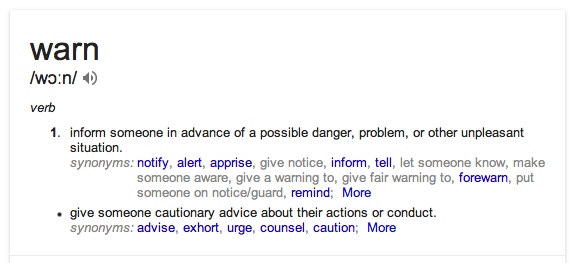 warn
/wɔːn/
verb
1. inform someone in advance of a possible danger, problem, or other unpleasant
situation.
synonyms: notify, alert, apprise, give notice, inform, tell, let someone know, make
someone aware, give a warning to, give fair warning to, forewarn, put
someone on notice/guard, remind; More
• give someone cautionary advice about their actions or conduct.
synonyms: advise, exhort, urge, counsel, caution; More